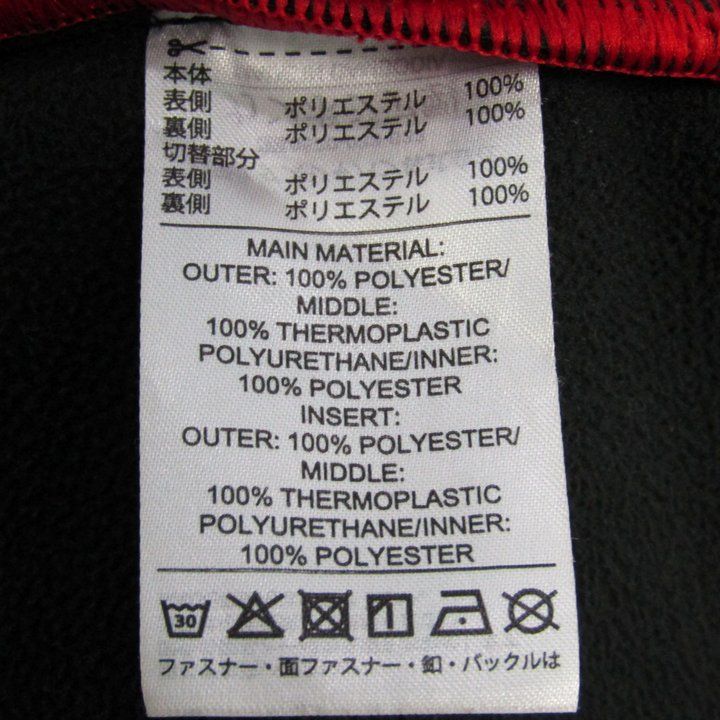 本体
表側 ポリエステル 100%
裏側 ポリエステル 100%
切替部分
表側 ポリエステル 100%
裏側 ポリエステル 100%
MAIN MATERIAL:
OUTER: 100% POLYESTER/
MIDDLE:
100% THERMOPLASTIC
POLYURETHANE/INNER:
100% POLYESTER
INSERT:
OUTER: 100% POLYESTER/
MIDDLE:
100% THERMOPLASTIC
POLYURETHANE/INNER:
100% POLYESTER
30
ファスナー・面ファスナー・釦・バックルは